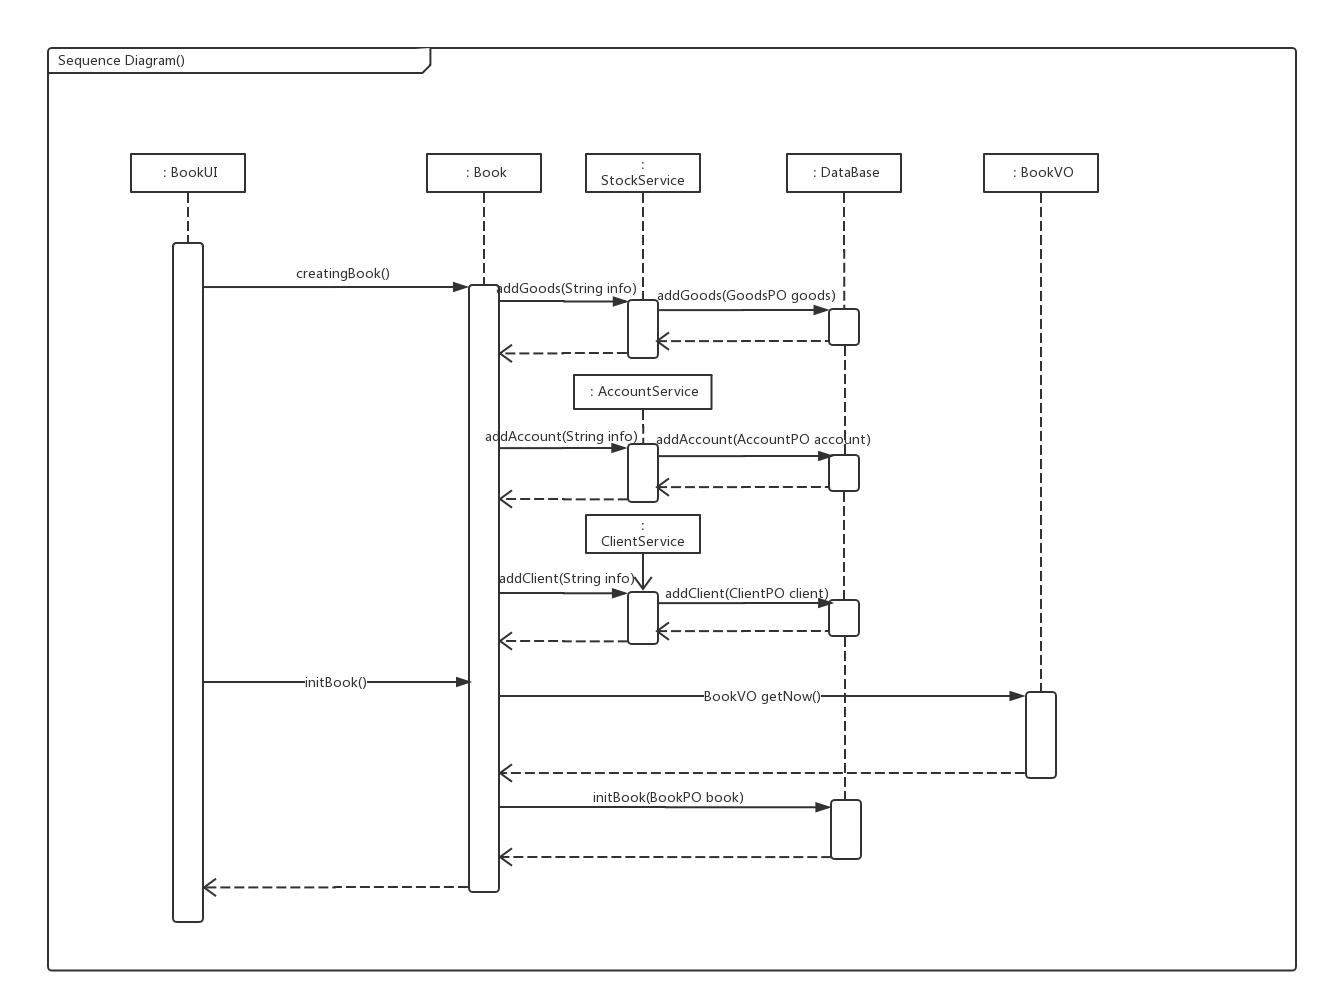 Sequence Diagram()
: BookUI
: Book
:
StockService
: DataBase
: BookVO
creatingBook()
addGoods(String info)
addGoods(GoodsPO goods)
: AccountService
addAccount(String info)
addAccount(AccountPO account)
:
ClientService
addClient(String info)
addClient(ClientPO client)
initBook()
BookVO getNow()
initBook(BookPO book)